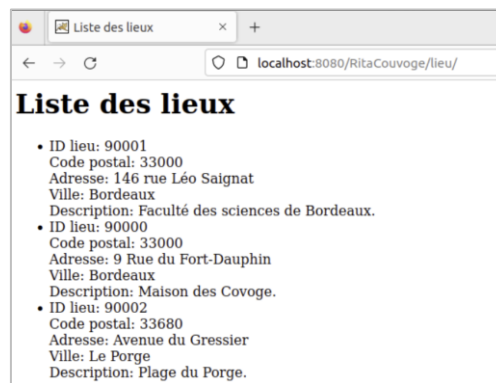 Liste des lieux
localhost:8080/RitaCouvoge/lieu/
Liste des lieux
• ID lieu: 90001
Code postal: 33000
Adresse: 146 rue Léo Saignat
Ville: Bordeaux
Description: Faculté des sciences de Bordeaux.
• ID lieu: 90000
Code postal: 33000
Adresse: 9 Rue du Fort-Dauphin
Ville: Bordeaux
Description: Maison des Covoge.
• ID lieu: 90002
Code postal: 33680
Adresse: Avenue du Gressier
Ville: Le Porge
Description: Plage du Porge.